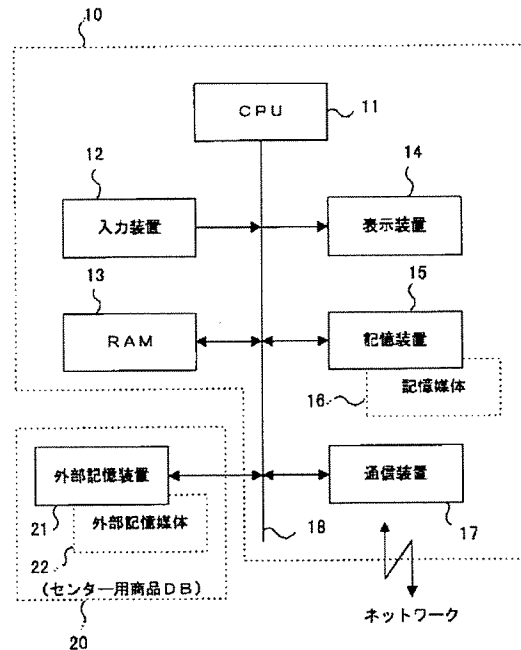 10
CPU
11
12
入力装置
14
表示装置
13
RAM
15
記憶装置
16
記憶媒体
外部記憶装置
21
外部記憶媒体
22
通信装置
17
18
(センター用商品DB)
20
ネットワーク